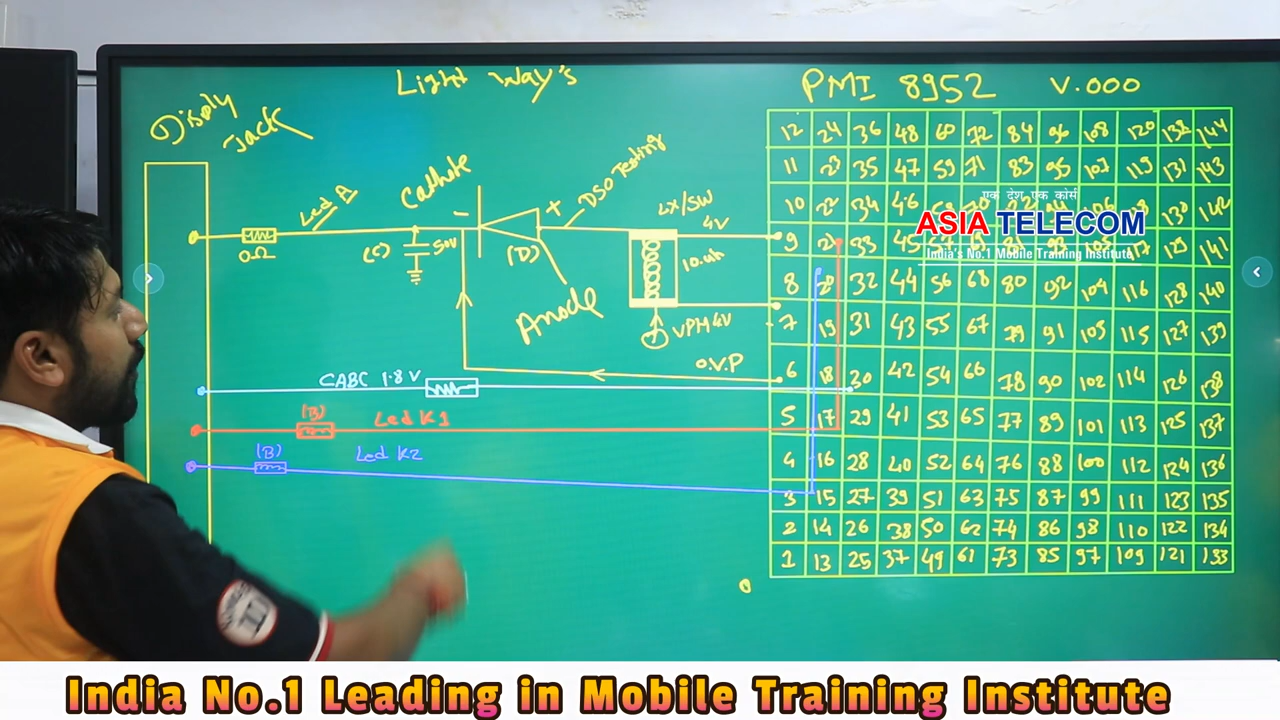 Light Way's
PMI 8952 V.000
Disply
Jack
Led A
0Ω
Cathote
-
(C)
50V
+
(D)
DSO Testing
Anode
LX/SW
4V
10.uh
VPM 4V
O.V.P
CABC 1.8 V
(B)
Led K1
(B)
Led K2
12 24 36 48 60 72 84 96 108 120 132 144
11 23 35 47 59 71 83 95 107 119 131 143
10 22 34 46 130 142
9 21 33 45 129 141
8 20 32 44 56 68 80 92 104 116 128 140
7 19 31 43 55 67 79 91 103 115 127 139
6 18 30 42 54 66 78 90 102 114 126 138
5 17 29 41 53 65 77 89 101 113 125 137
4 16 28 40 52 64 76 88 100 112 124 136
3 15 27 39 51 63 75 87 99 111 123 135
2 14 26 38 50 62 74 86 98 110 122 134
1 13 25 37 49 61 73 85 97 109 121 133
एक देश एक कोर्स
ASIA TELECOM
India's No.1 Mobile Training Institute
India No.1 Leading in Mobile Training Institute